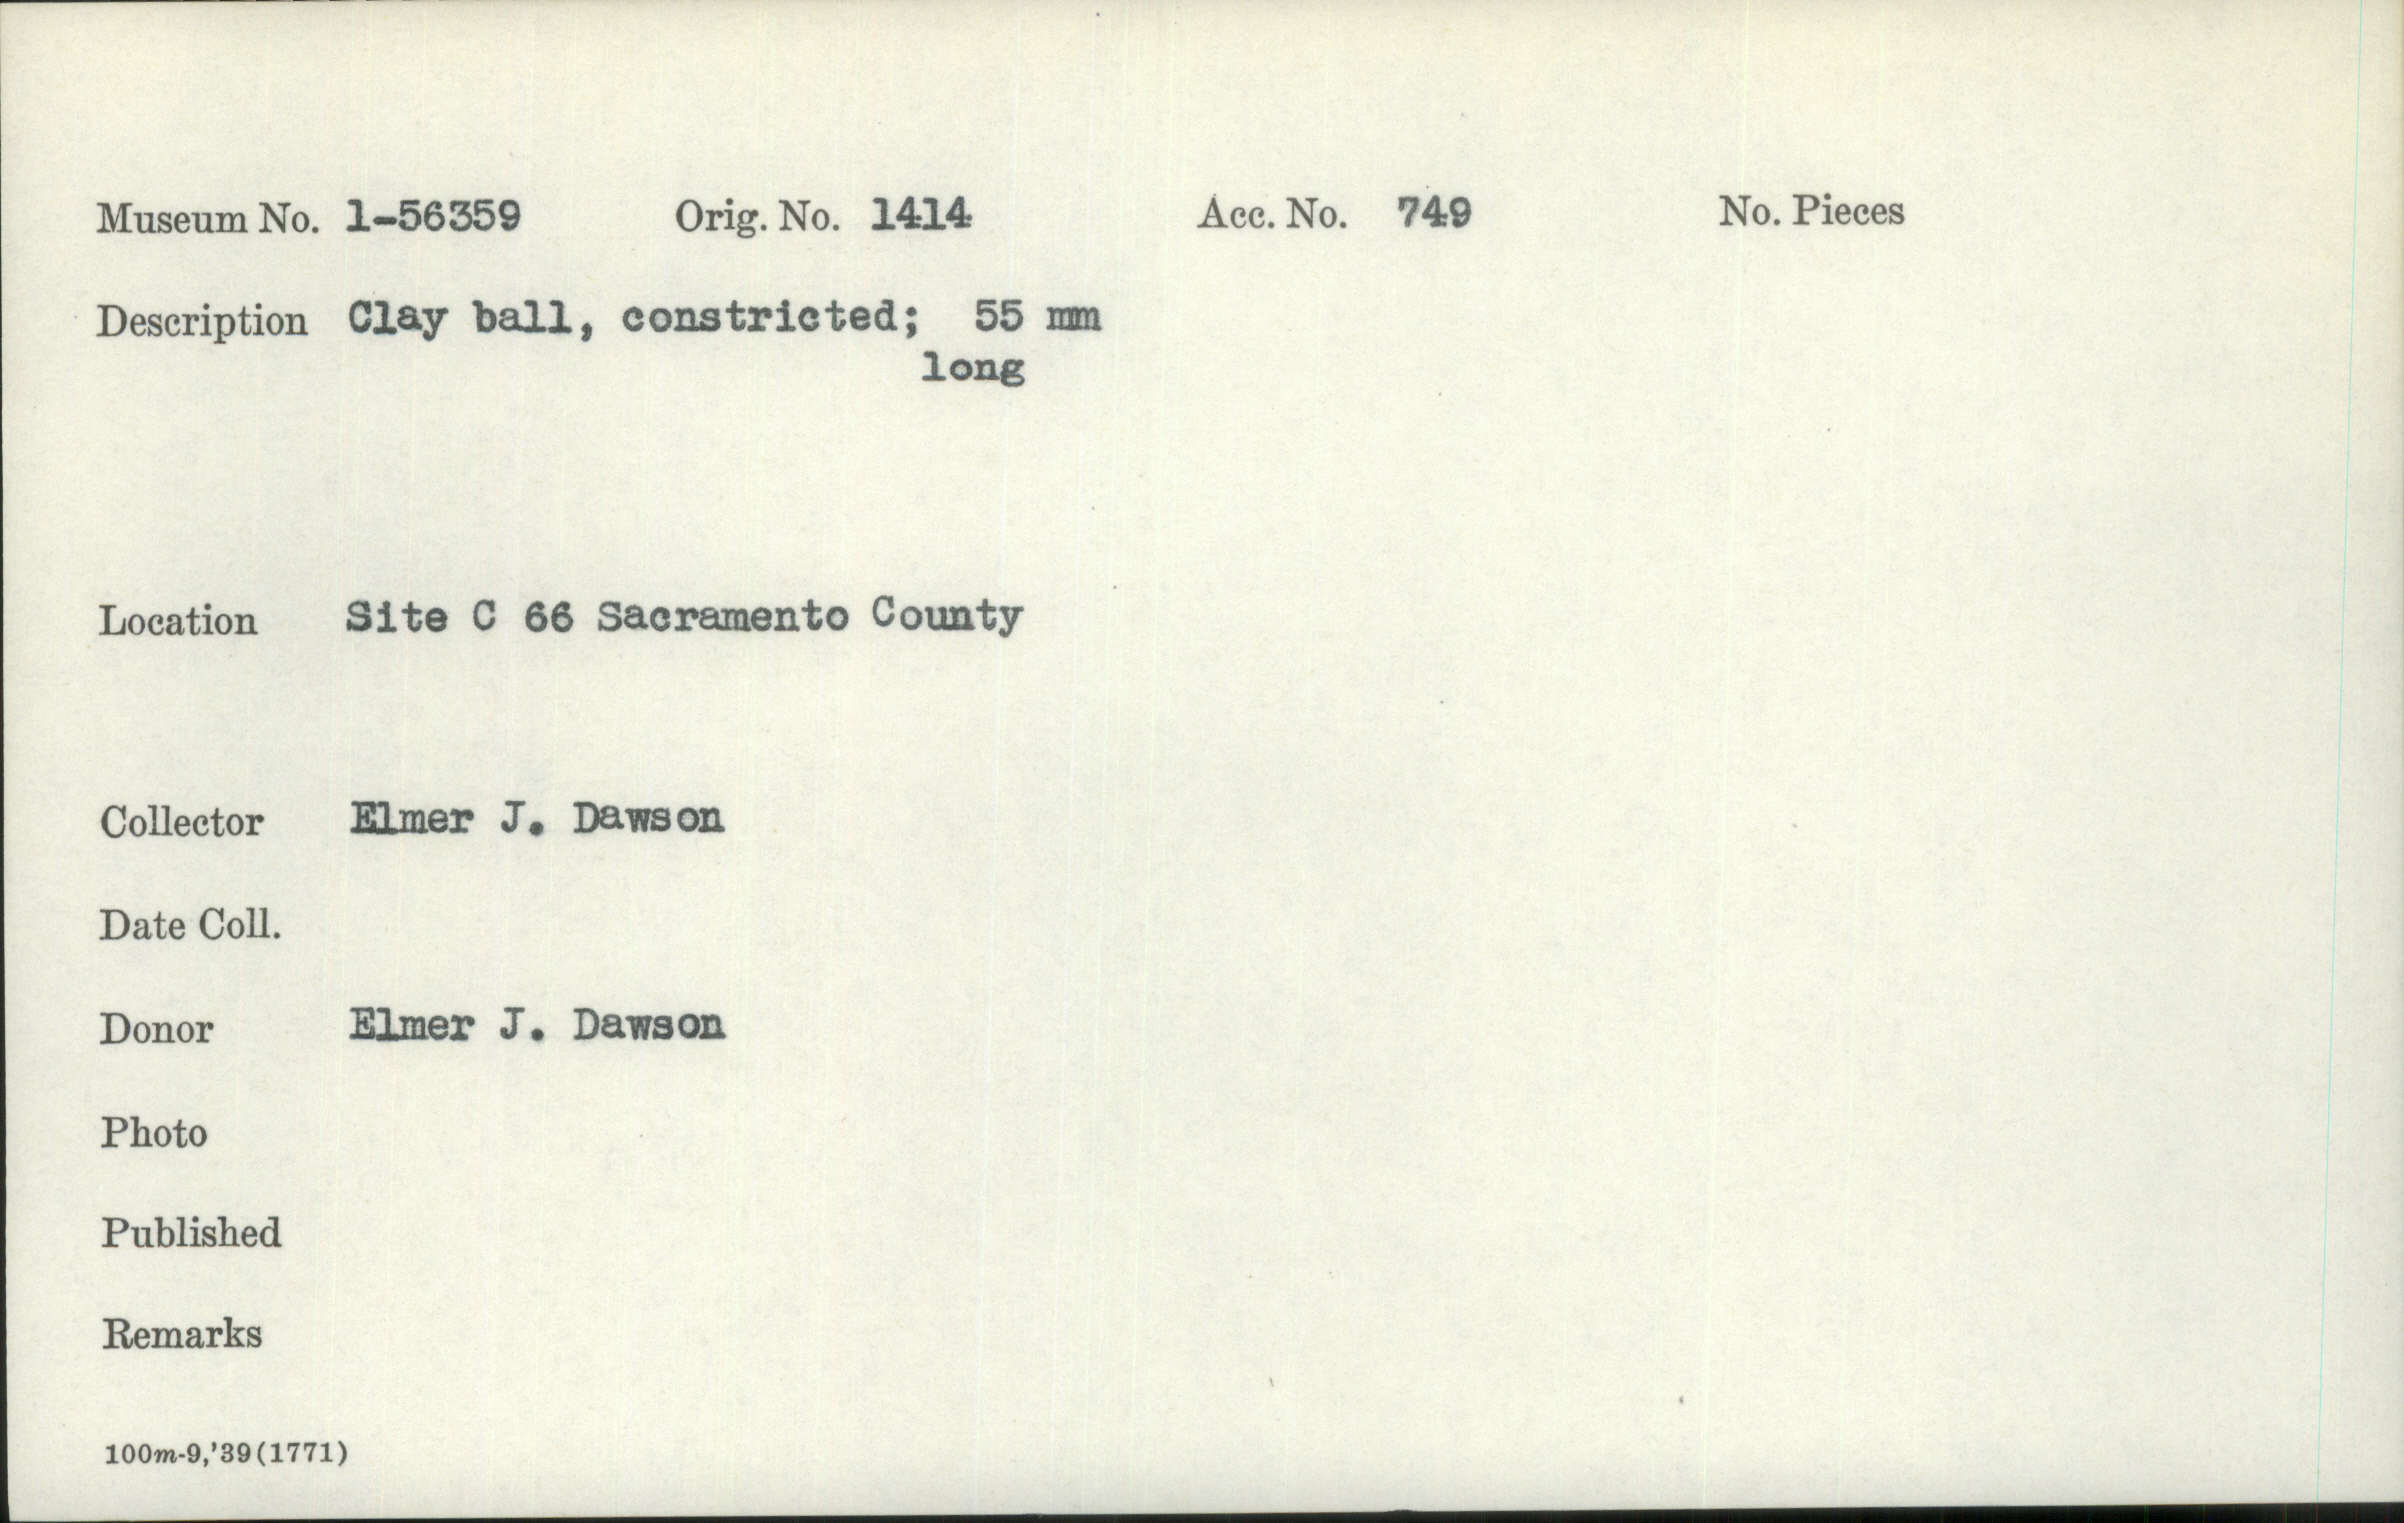 Museum No. 1-56359 Orig. No. 1414 Acc. No. 749 No. Pieces
Description Clay ball, constricted; 55 mm
long
Location Site C 66 Sacramento County
Collector Elmer J. Dawson
Date Coll.
Donor Elmer J. Dawson
Photo
Published
Remarks
100m-9,'39(1771)